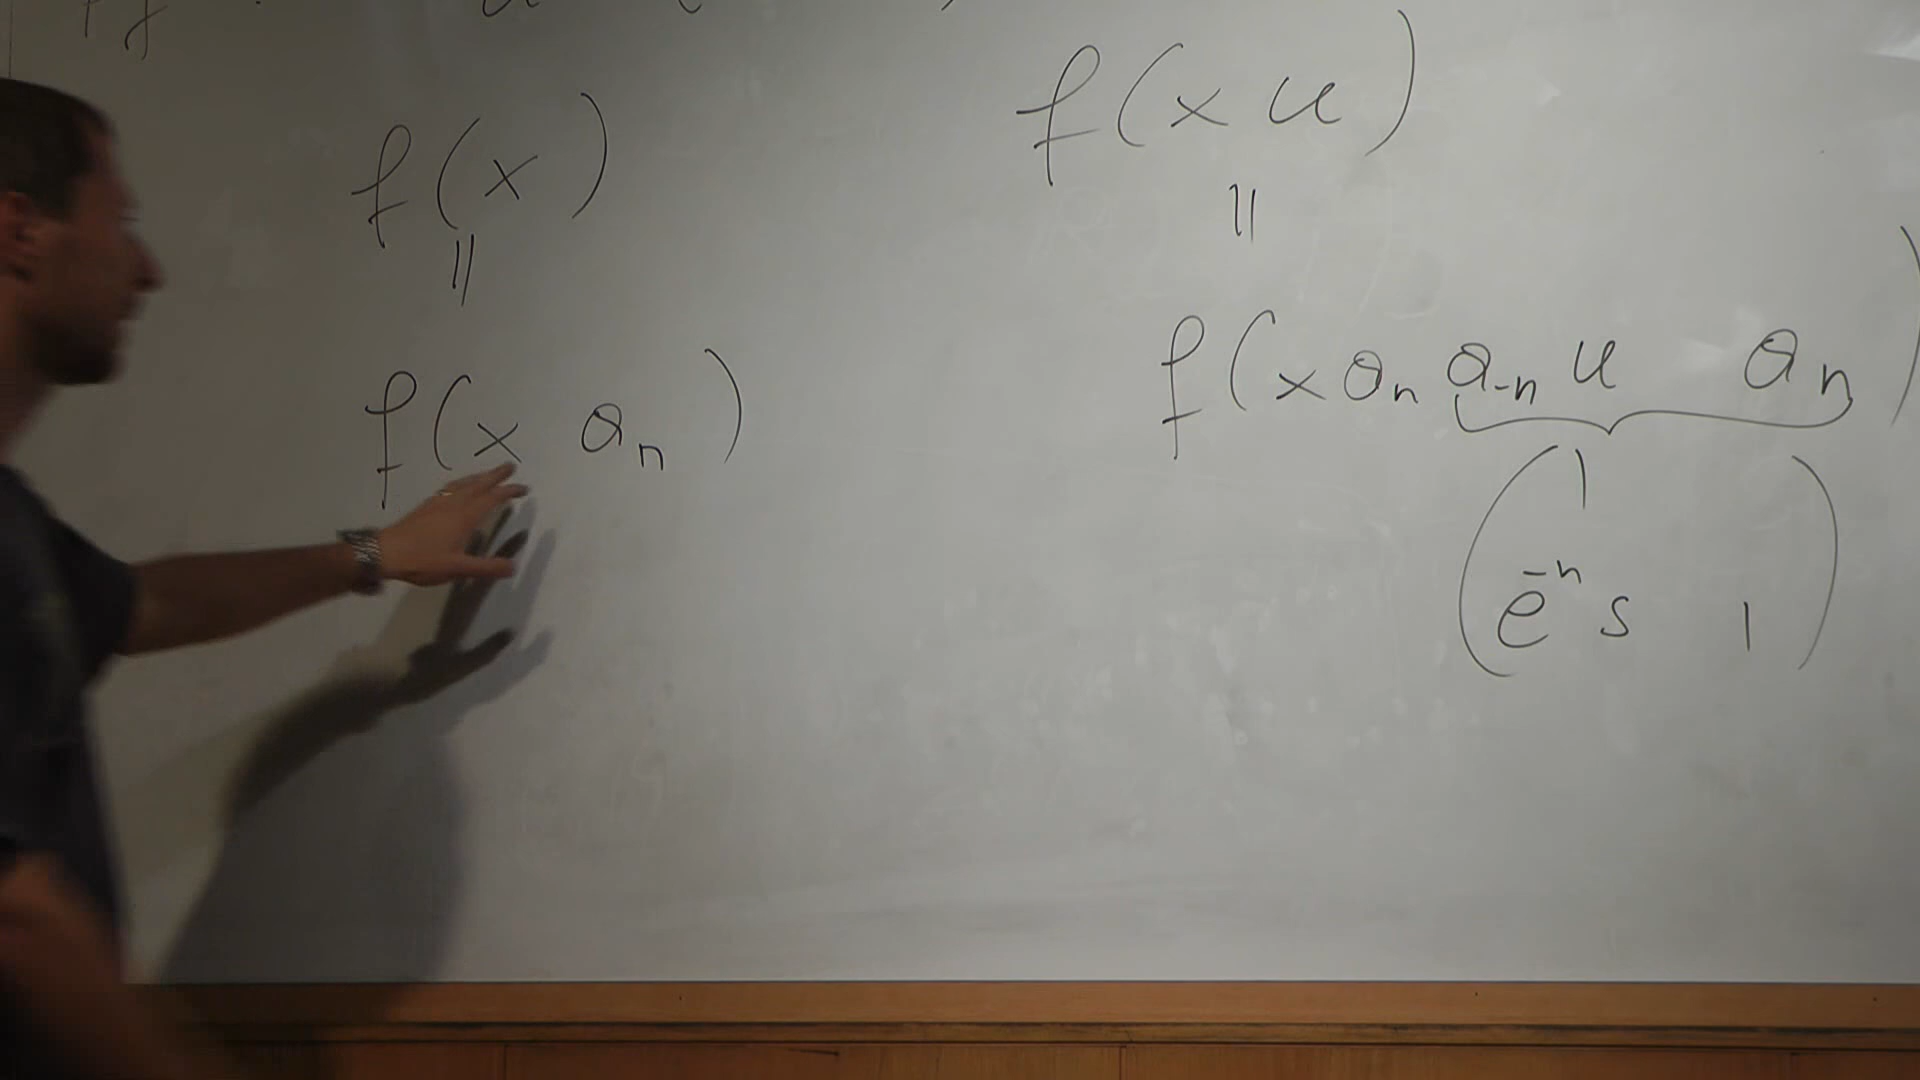 f(x)
||
f(x a_n)
f(x u)
||
f(x a_n a_{-n} u a_n)
( 1
e^{-n} s 1 )